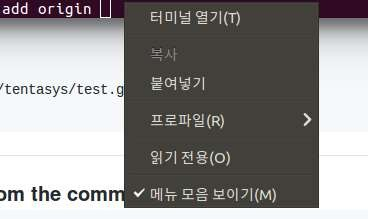 add origin
터미널 열기(T)
복사
붙여넣기
/tentasys/test.g
프로파일(R)
읽기 전용(O)
om the comm
메뉴 모음 보이기(M)